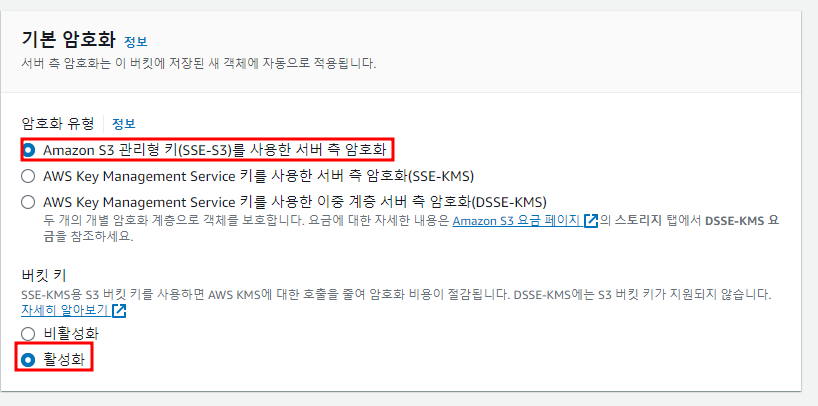 기본 암호화 정보
서버 측 암호화는 이 버킷에 저장된 새 객체에 자동으로 적용됩니다.
암호화 유형 정보
Amazon S3 관리형 키(SSE-S3)를 사용한 서버 측 암호화
AWS Key Management Service 키를 사용한 서버 측 암호화(SSE-KMS)
AWS Key Management Service 키를 사용한 이중 계층 서버 측 암호화(DSSE-KMS)
두 개의 개별 암호화 계층으로 객체를 보호합니다. 요금에 대한 자세한 내용은 Amazon S3 요금 페이지의 스토리지 탭에서 DSSE-KMS 요
금을 참조하세요.
버킷 키
SSE-KMS용 S3 버킷 키를 사용하면 AWS KMS에 대한 호출을 줄여 암호화 비용이 절감됩니다. DSSE-KMS에는 S3 버킷 키가 지원되지 않습니다.
자세히 알아보기
비활성화
활성화